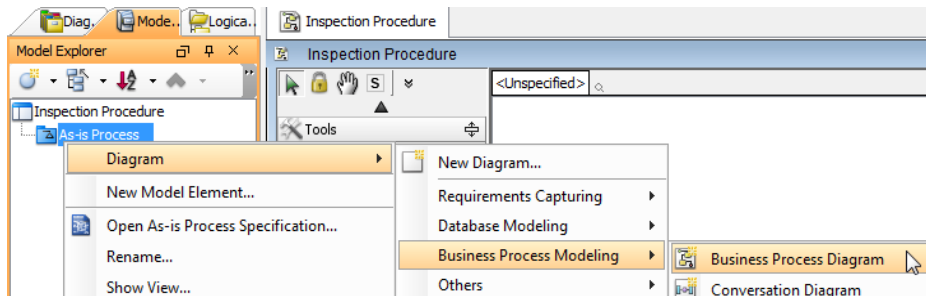 Diag. Mode.. Logica.. Inspection Procedure
Model Explorer
Inspection Procedure
S
<Unspecified>
Inspection Procedure
As-is Process
Tools
Diagram
New Model Element...
Open As-is Process Specification...
Rename...
Show View...
New Diagram...
Requirements Capturing
Database Modeling
Business Process Modeling
Others
Business Process Diagram
Conversation Diagram